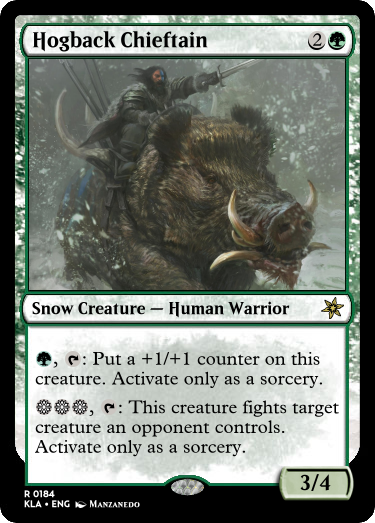 Hogback Chieftain 2
Snow Creature — Human Warrior
: Put a +1/+1 counter on this
creature. Activate only as a sorcery.
: This creature fights target
creature an opponent controls.
Activate only as a sorcery.
3/4
R 0184
KLA • ENG Manzanedo